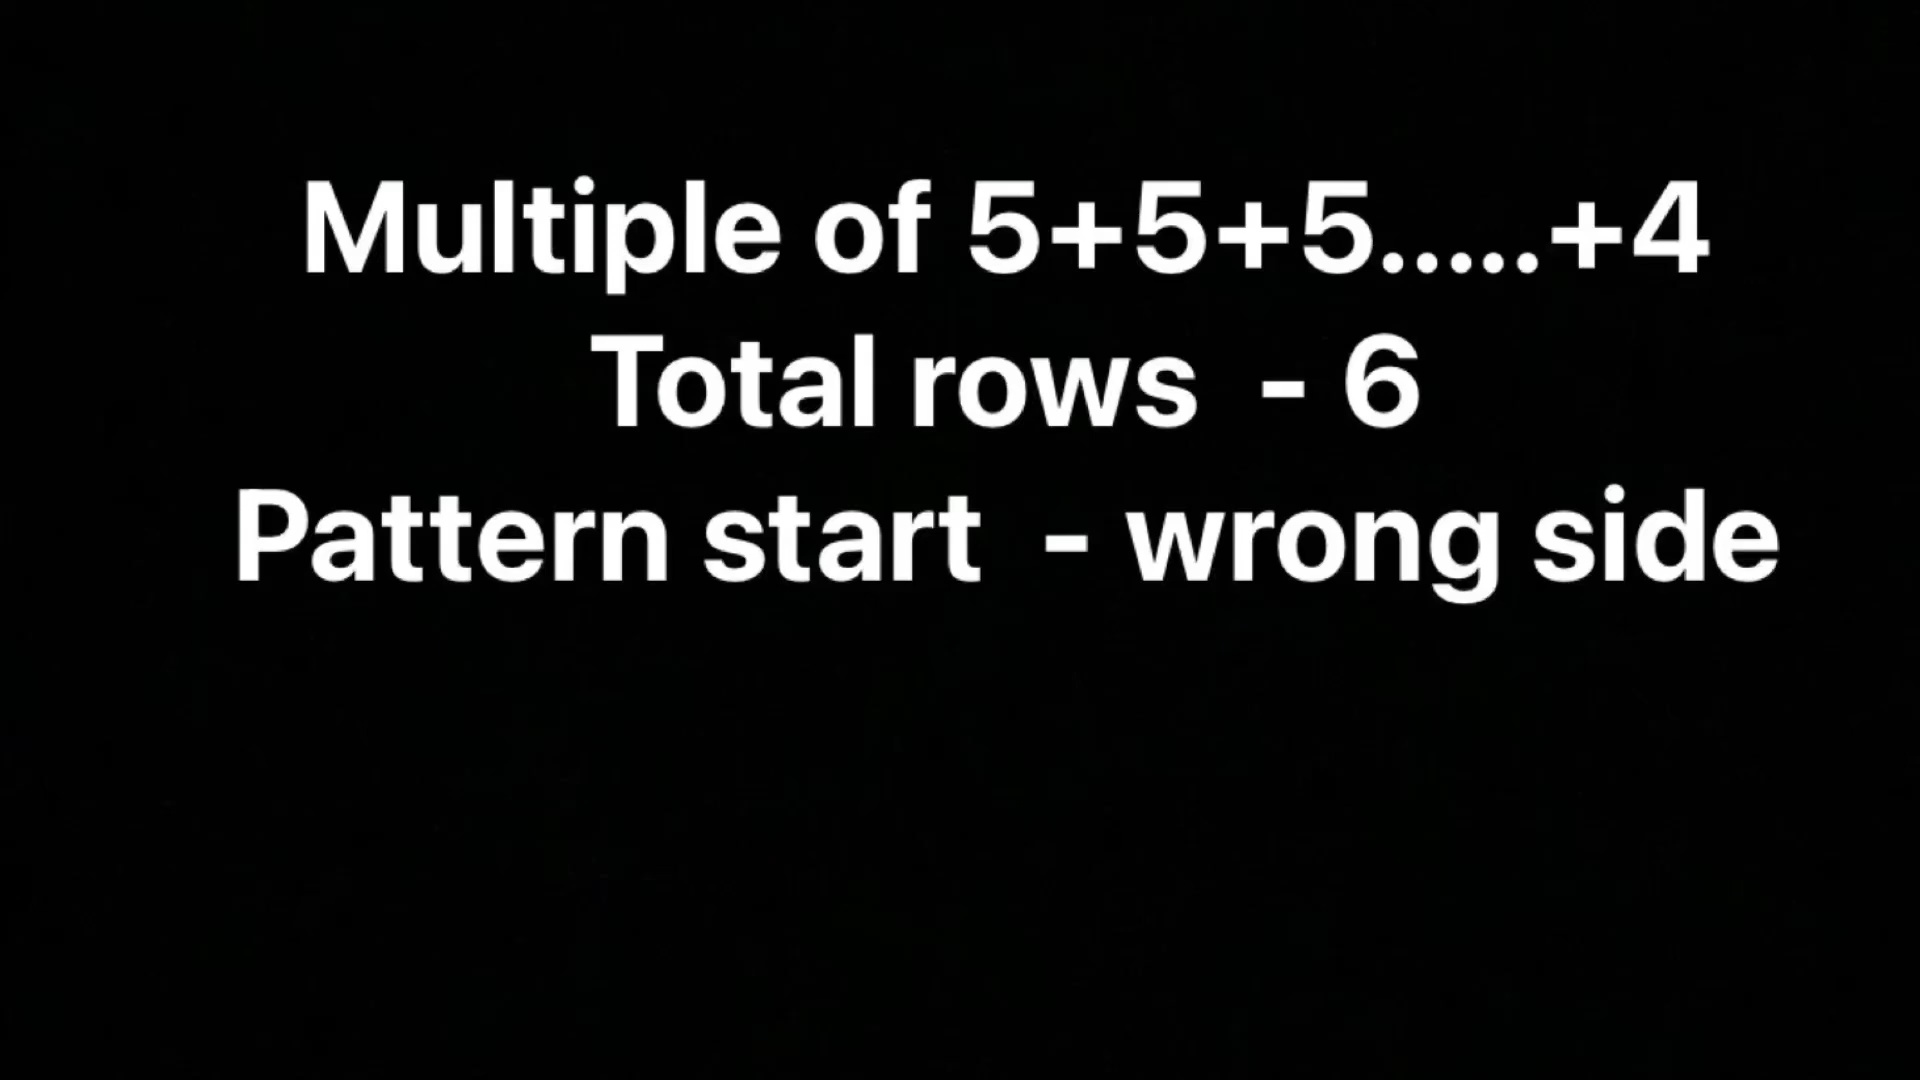 Multiple of 5+5+5.....+4
Total rows - 6
Pattern start - wrong side